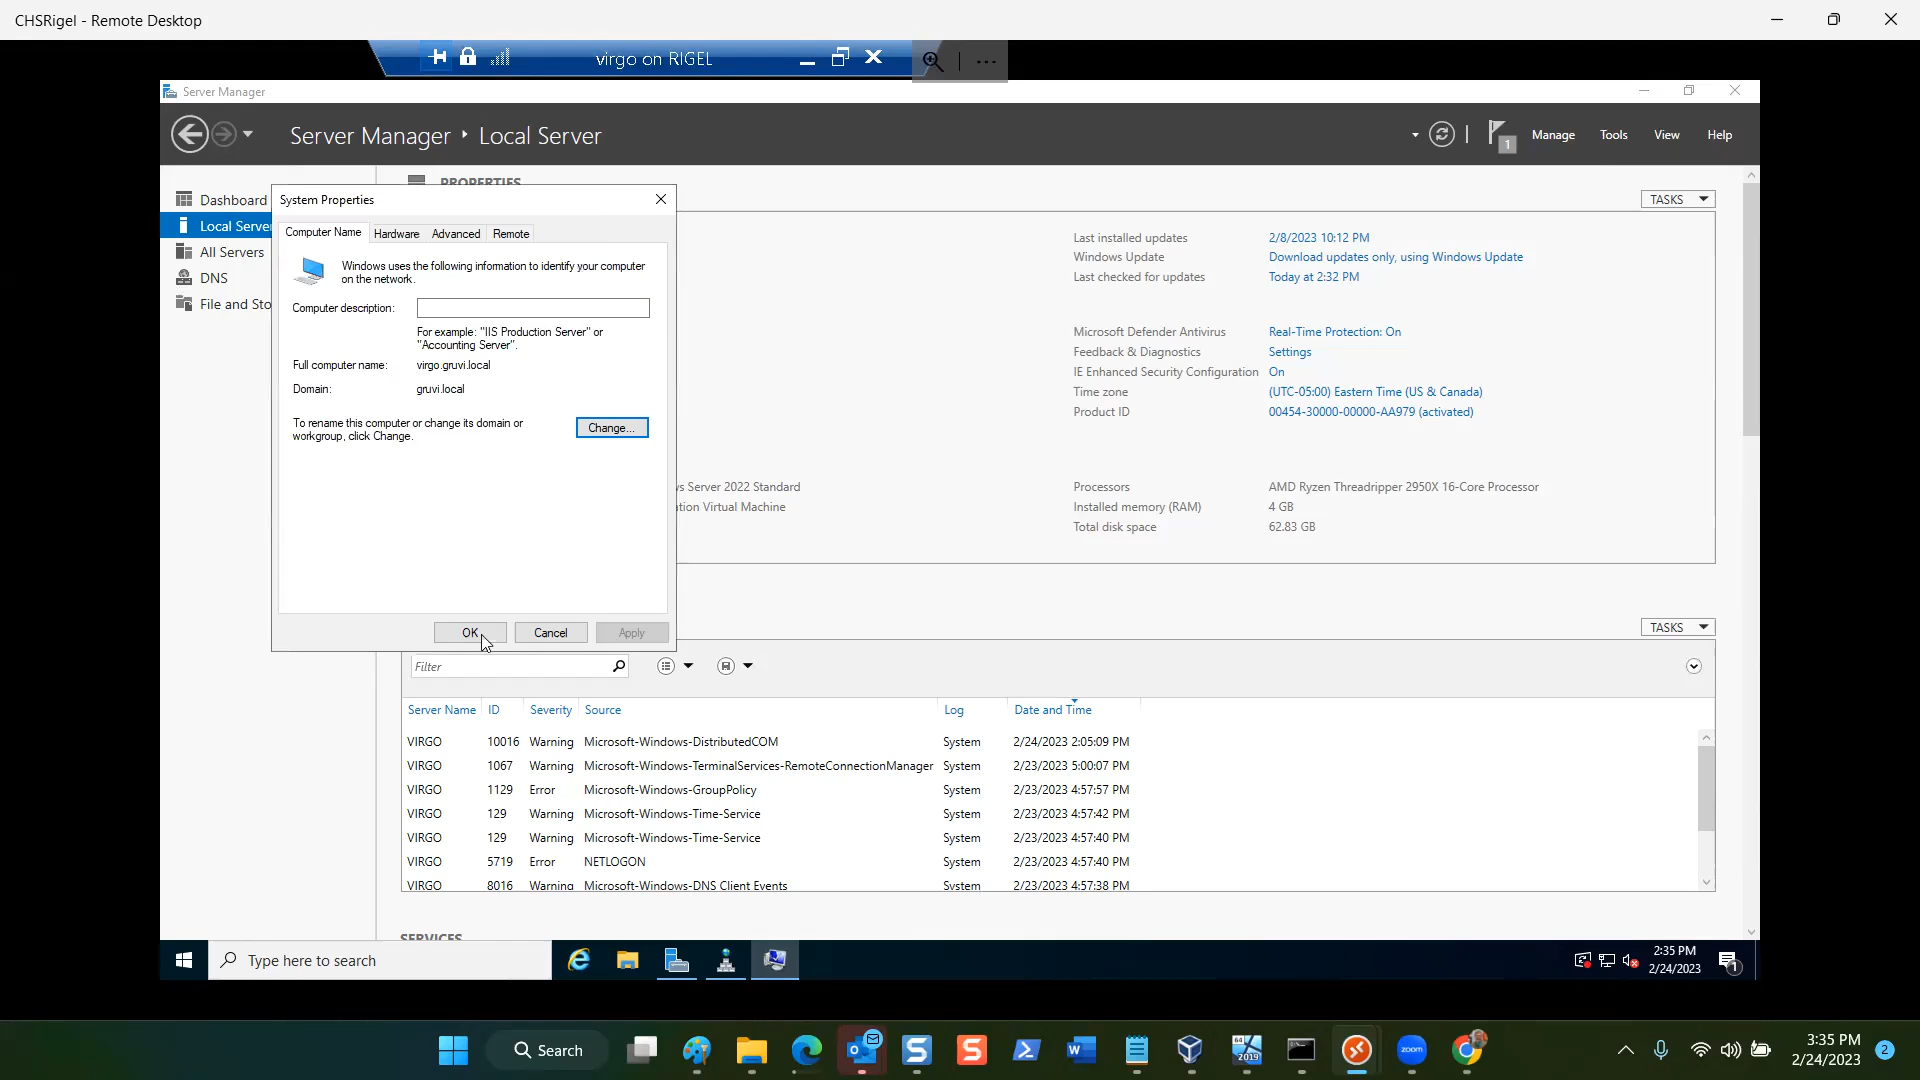 CHSRigel - Remote Desktop
virgo on RIGEL
Server Manager
Server Manager ‣ Local Server
1
Manage
Tools
View
Help
PROPERTIES
TASKS
Dashboard
Local Server
All Servers
DNS
File and Sto
System Properties
Computer Name
Hardware
Advanced
Remote
Windows uses the following information to identify your computer
on the network.
Computer description:
For example: "IIS Production Server" or
"Accounting Server".
Full computer name:
virgo.gruvi.local
Domain:
gruvi.local
To rename this computer or change its domain or
workgroup, click Change.
Change...
OK
Cancel
Apply
Last installed updates
2/8/2023 10:12 PM
Windows Update
Download updates only, using Windows Update
Last checked for updates
Today at 2:32 PM
Microsoft Defender Antivirus
Real-Time Protection: On
Feedback & Diagnostics
Settings
IE Enhanced Security Configuration
On
Time zone
(UTC-05:00) Eastern Time (US & Canada)
Product ID
00454-30000-00000-AA979 (activated)
ws Server 2022 Standard
Processors
AMD Ryzen Threadripper 2950X 16-Core Processor
ation Virtual Machine
Installed memory (RAM)
4 GB
Total disk space
62.83 GB
TASKS
Filter
Server Name
ID
Severity
Source
Log
Date and Time
VIRGO 10016 Warning Microsoft-Windows-DistributedCOM System 2/24/2023 2:05:09 PM
VIRGO 1067 Warning Microsoft-Windows-TerminalServices-RemoteConnectionManager System 2/23/2023 5:00:07 PM
VIRGO 1129 Error Microsoft-Windows-GroupPolicy System 2/23/2023 4:57:57 PM
VIRGO 129 Warning Microsoft-Windows-Time-Service System 2/23/2023 4:57:42 PM
VIRGO 129 Warning Microsoft-Windows-Time-Service System 2/23/2023 4:57:40 PM
VIRGO 5719 Error NETLOGON System 2/23/2023 4:57:40 PM
VIRGO 8016 Warning Microsoft-Windows-DNS Client Events System 2/23/2023 4:57:38 PM
SERVICES
Type here to search
2:35 PM
2/24/2023
1
Search
64
2019
zoom
3:35 PM
2/24/2023
2